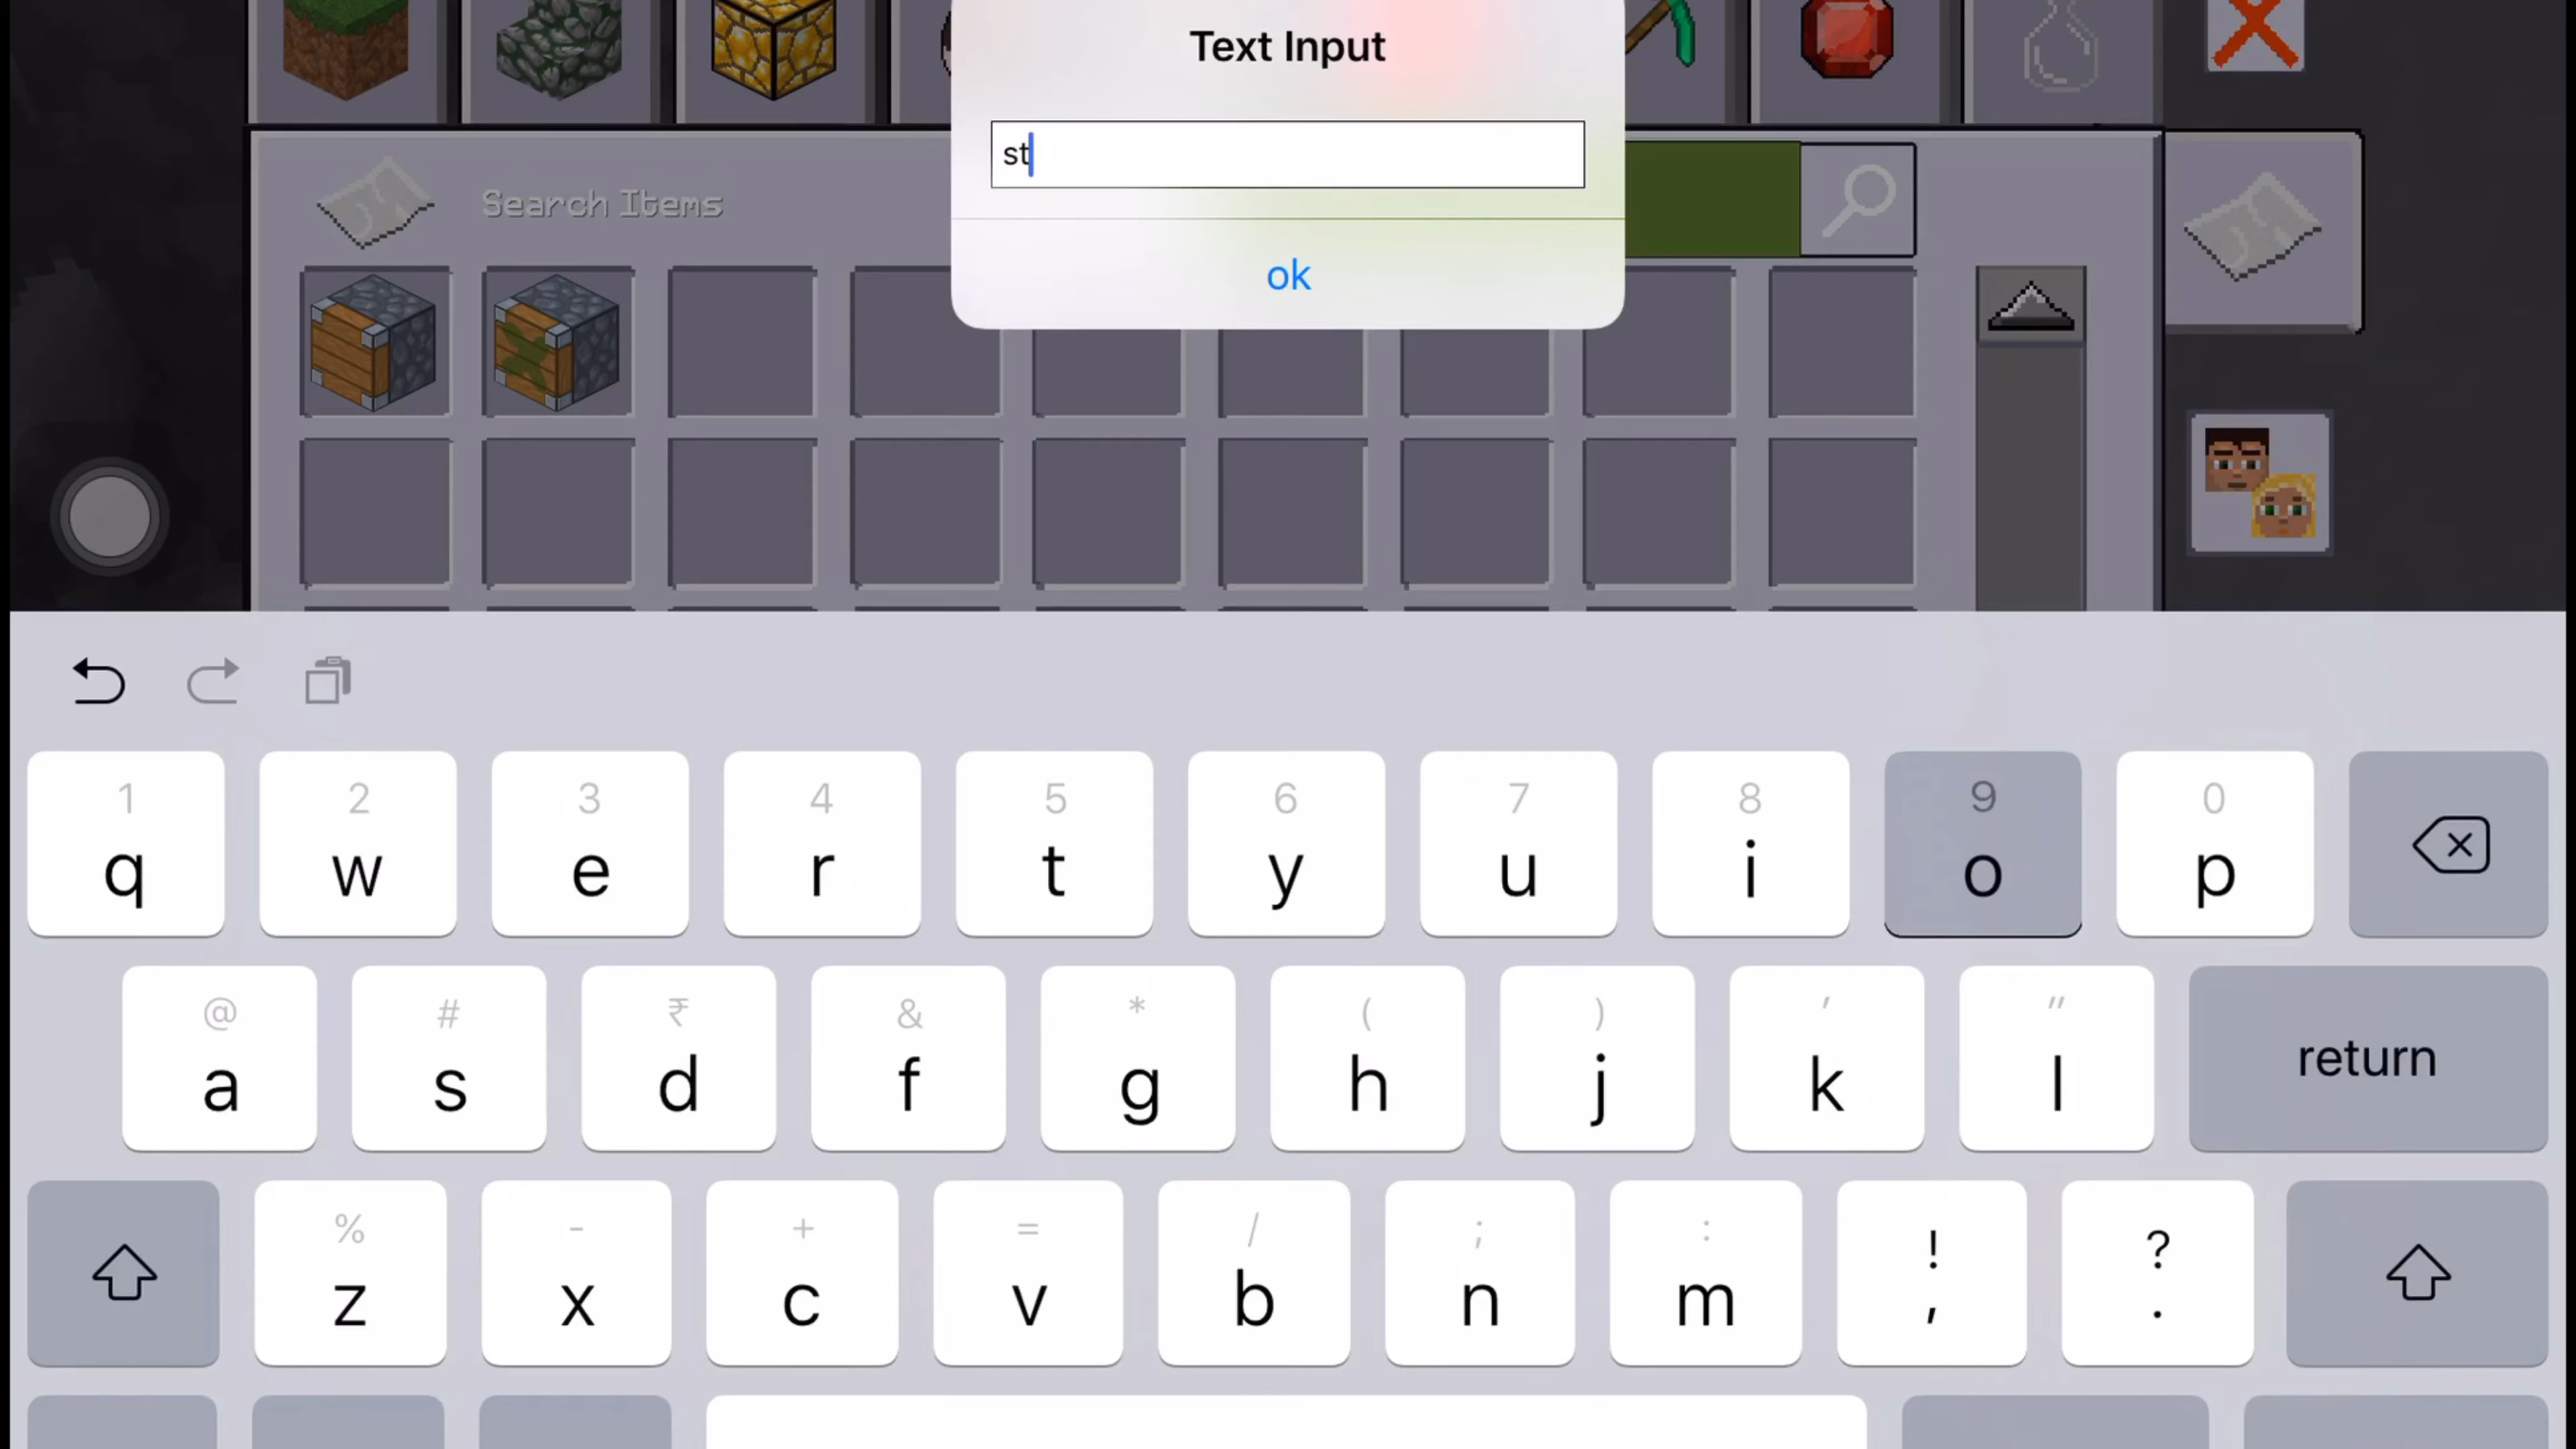 Text Input
st
Search Items
ok
1 2 3 4 5 6 7 8 9 0
q w e r t y u i o p
@ # ₹ & * ( ) ' "
a s d f g h j k l return
% - + = / ; : ! ?
z x c v b n m , .